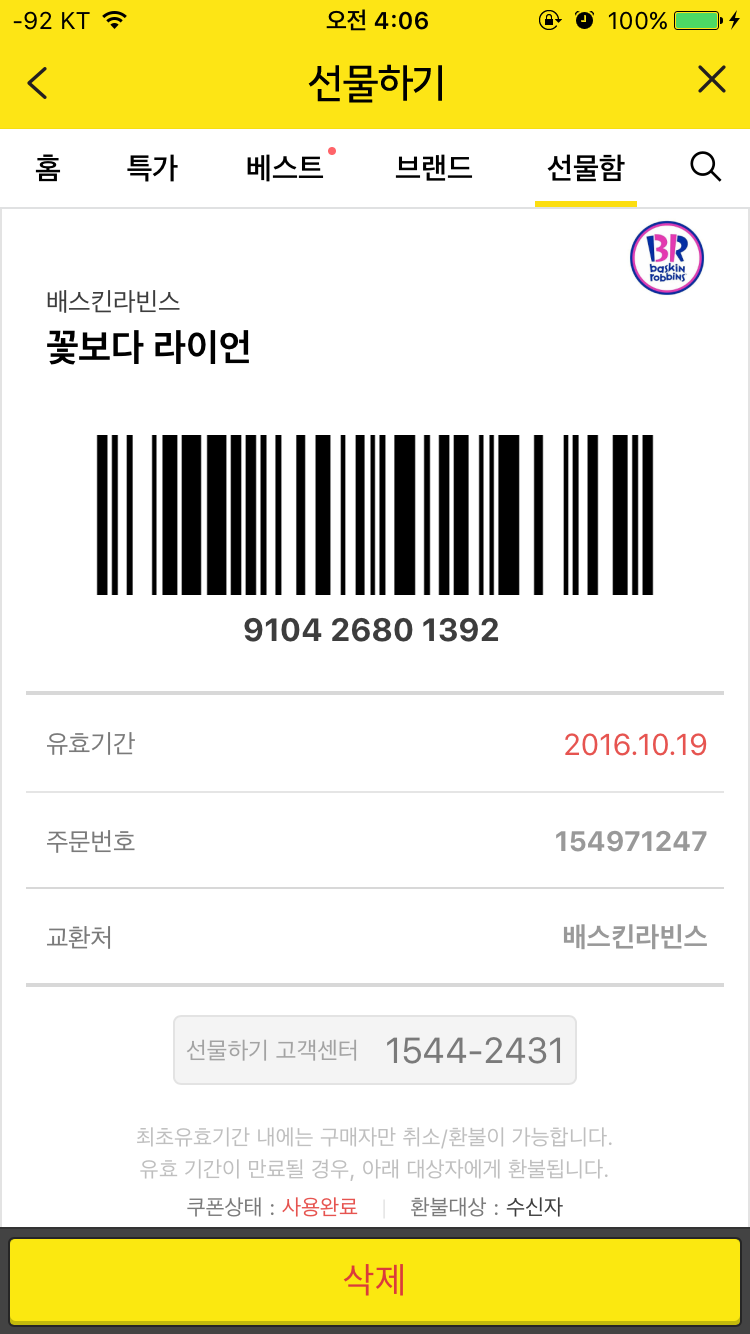 -92 KT 오전 4:06 100%
선물하기
홈 특가 베스트 브랜드 선물함
BR
baskin
robbins
배스킨라빈스
꽃보다 라이언
9104 2680 1392
유효기간 2016.10.19
주문번호 154971247
교환처 배스킨라빈스
선물하기 고객센터 1544-2431
최초유효기간 내에는 구매자만 취소/환불이 가능합니다.
유효 기간이 만료될 경우, 아래 대상자에게 환불됩니다.
쿠폰상태 : 사용완료 | 환불대상 : 수신자
삭제